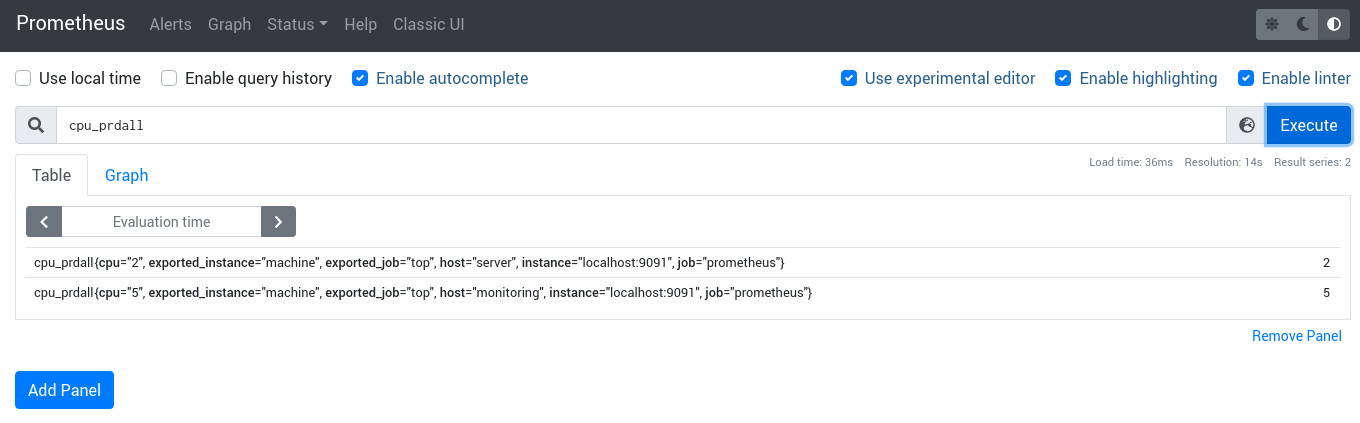 Prometheus Alerts Graph Status Help Classic UI
Use local time Enable query history Enable autocomplete Use experimental editor Enable highlighting Enable linter
cpu_prdall Execute
Load time: 36ms Resolution: 14s Result series: 2
Table Graph
Evaluation time
cpu_prdall{cpu="2", exported_instance="machine", exported_job="top", host="server", instance="localhost:9091", job="prometheus"} 2
cpu_prdall{cpu="5", exported_instance="machine", exported_job="top", host="monitoring", instance="localhost:9091", job="prometheus"} 5
Remove Panel
Add Panel